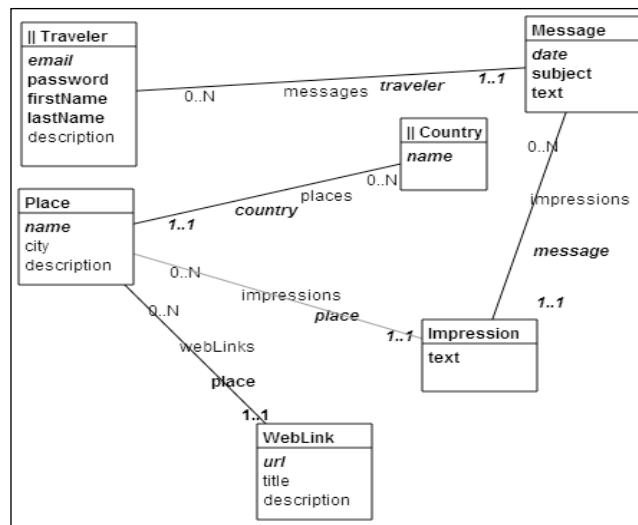 || Traveler
email
password
firstName
lastName
description
0..N
messages
traveler
1..1
Message
date
subject
text
0..N
impressions
message
1..1
|| Country
name
0..N
places
country
1..1
Place
name
city
description
0..N
impressions
place
1..1
Impression
text
0..N
webLinks
place
1..1
WebLink
url
title
description